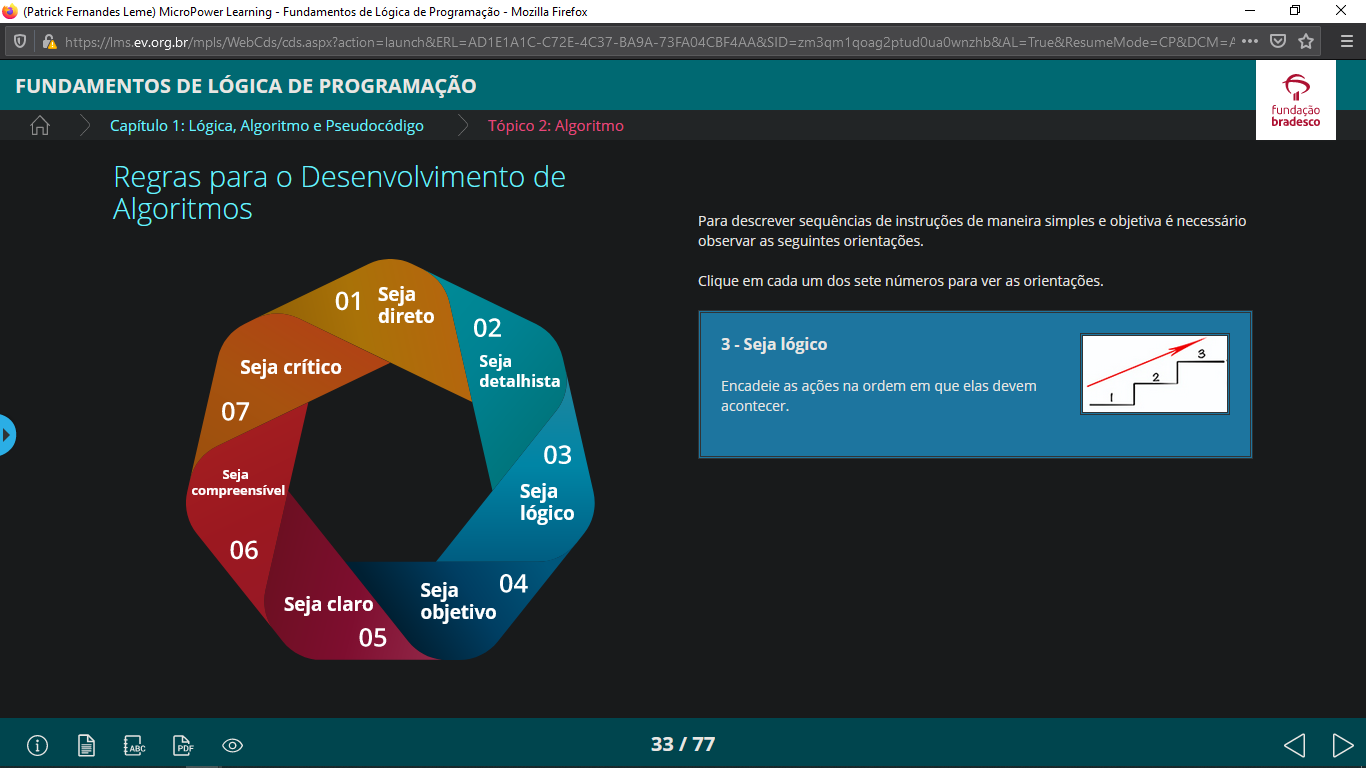 (Patrick Fernandes Leme) MicroPower Learning - Fundamentos de Lógica de Programação - Mozilla Firefox
https://lms.ev.org.br/mpls/WebCds/cds.aspx?action=launch&ERL=AD1E1A1C-C72E-4C37-BA9A-73FA04CBF4AA&SID=zm3qm1qoag2ptud0ua0wnzhb&AL=True&ResumeMode=CP&DCM=A
FUNDAMENTOS DE LÓGICA DE PROGRAMAÇÃO
fundação
bradesco
Capítulo 1: Lógica, Algoritmo e Pseudocódigo
Tópico 2: Algoritmo
Regras para o Desenvolvimento de
Algoritmos
01 Seja
direto
02
Seja
detalhista
03
Seja
lógico
04
Seja
objetivo
Seja claro
05
Seja
compreensível
06
Seja crítico
07
Para descrever sequências de instruções de maneira simples e objetiva é necessário
observar as seguintes orientações.
Clique em cada um dos sete números para ver as orientações.
3 - Seja lógico
Encadeie as ações na ordem em que elas devem
acontecer.
1
2
3
ABC
PDF
33 / 77